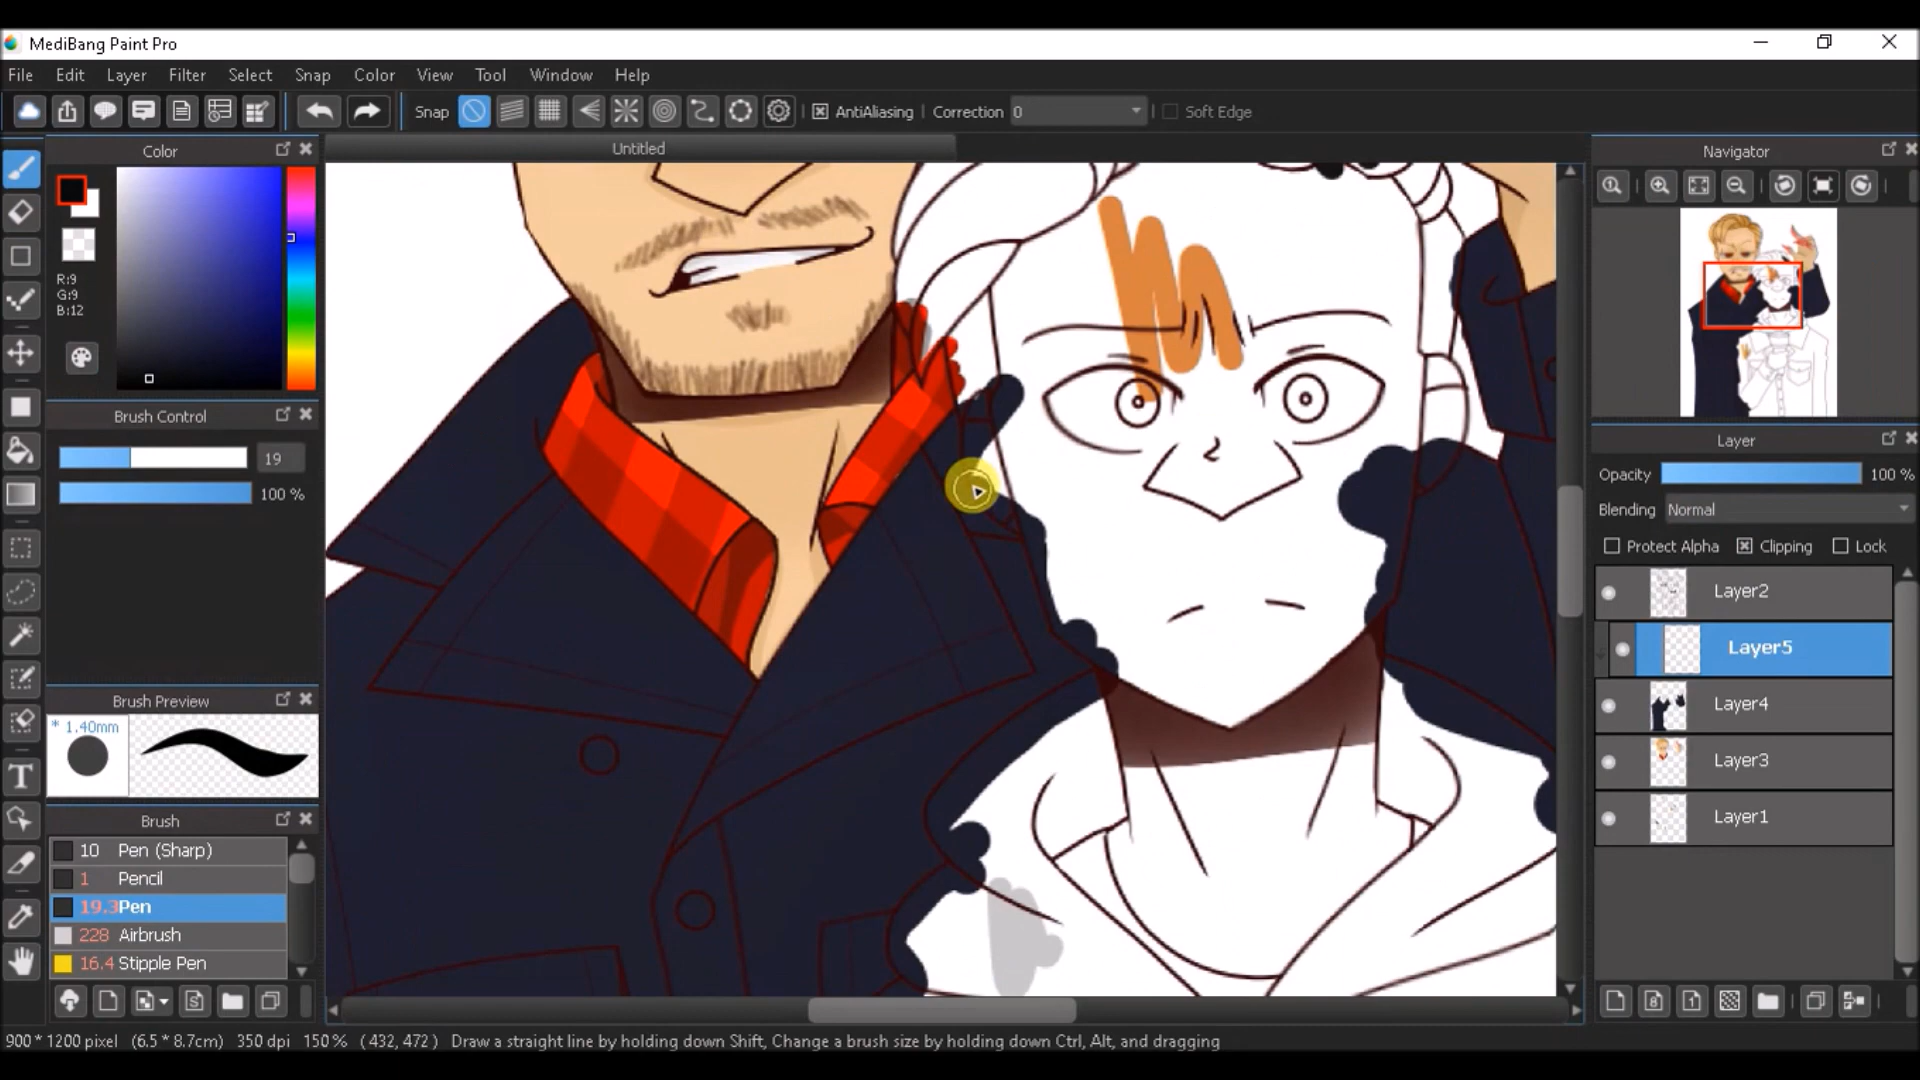 MediBang Paint Pro
File Edit Layer Filter Select Snap Color View Tool Window Help
Snap AntiAliasing Correction 0 Soft Edge
Color
Untitled
Navigator
R:9
G:9
B:12
Brush Control
19
100 %
Layer
Opacity 100 %
Blending Normal
Protect Alpha Clipping Lock
Layer2
Layer5
Layer4
Layer3
Layer1
Brush Preview
* 1.40mm
Brush
10 Pen (Sharp)
1 Pencil
19.3 Pen
228 Airbrush
16.4 Stipple Pen
900 * 1200 pixel (6.5 * 8.7cm) 350 dpi 150 % ( 432, 472 ) Draw a straight line by holding down Shift, Change a brush size by holding down Ctrl, Alt, and dragging